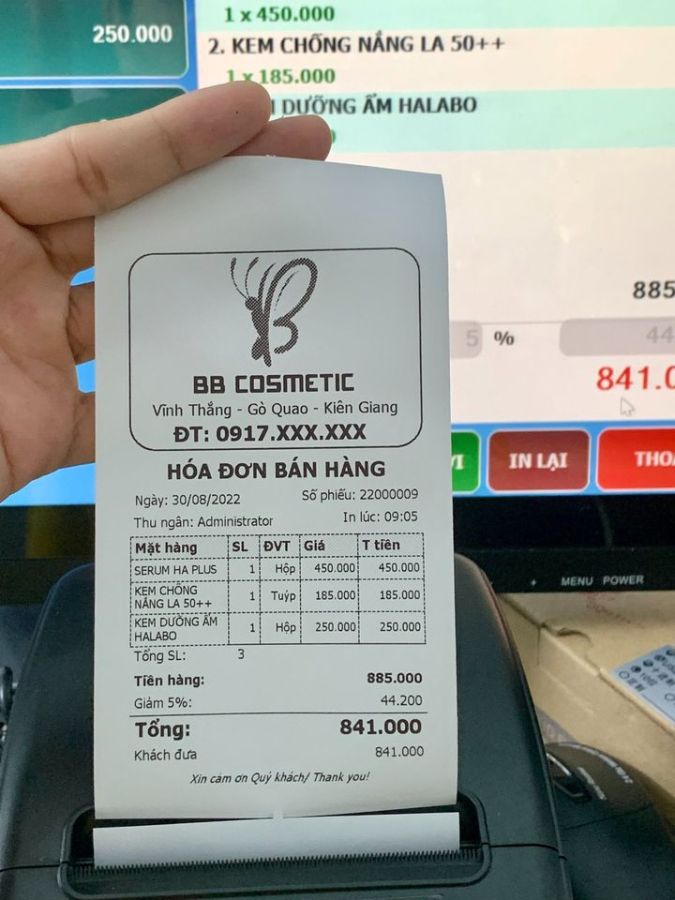 250.000
1 x 450.000
2. KEM CHỐNG NẮNG LA 50++
1 x 185.000
DƯỠNG ẨM HALABO
885
5 %
44
841.0
IN LẠI
MENU POWER
BB COSMETIC
Vĩnh Thắng - Gò Quao - Kiên Giang
ĐT: 0917.XXX.XXX
HÓA ĐƠN BÁN HÀNG
Ngày: 30/08/2022 Số phiếu: 22000009
Thu ngân: Administrator In lúc: 09:05
Mặt hàng SL ĐVT Giá T tiền
SERUM HA PLUS 1 Hộp 450.000 450.000
KEM CHỐNG NẮNG LA 50++ 1 Tuýp 185.000 185.000
KEM DƯỠNG ẨM HALABO 1 Hộp 250.000 250.000
Tổng SL: 3
Tiền hàng: 885.000
Giảm 5%: 44.200
Tổng: 841.000
Khách đưa 841.000
Xin cảm ơn Quý khách/ Thank you!